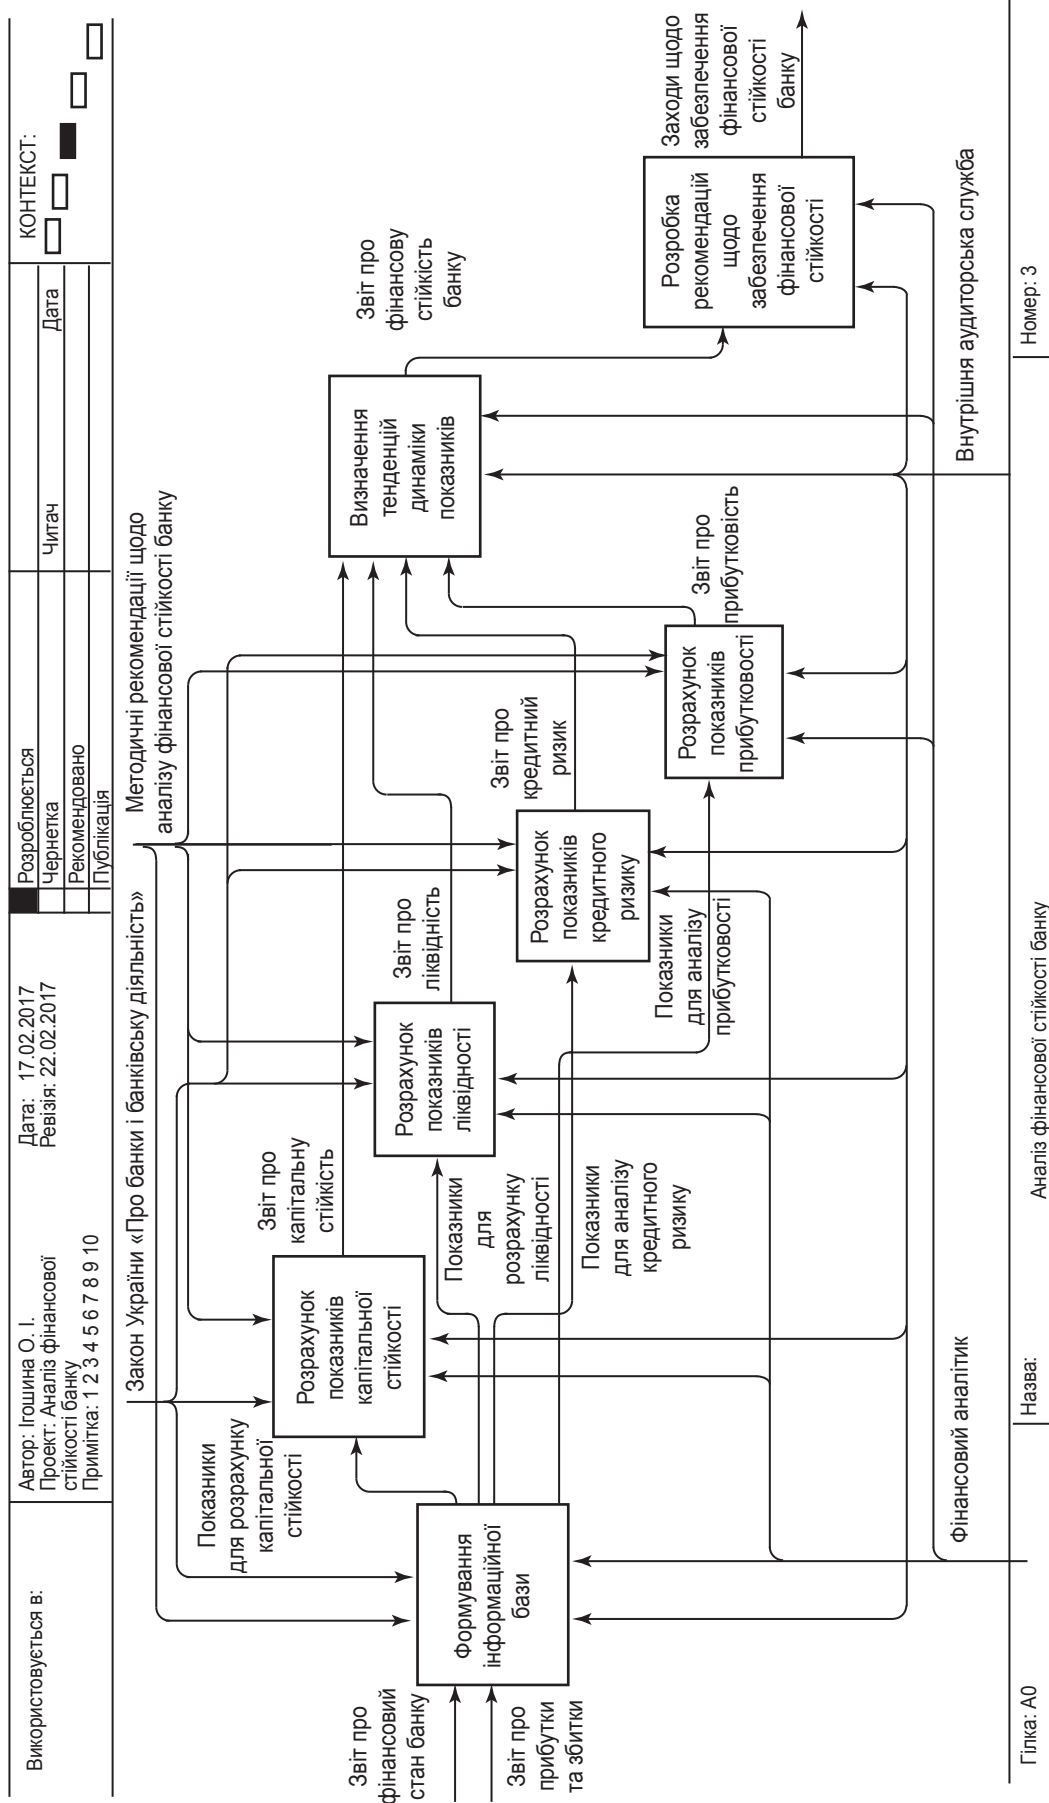 Використовується в:
Автор: Ігошина О. І.
Проект: Аналіз фінансової
стійкості банку
Примітка: 1 2 3 4 5 6 7 8 9 10
Дата: 17.02.2017
Ревізія: 22.02.2017
Розроблюється
Чернетка
Рекомендовано
Публікація
Читач
Дата
КОНТЕКСТ:
Закон України «Про банки і банківську діяльність»
Методичні рекомендації щодо
аналізу фінансової стійкості банку
Звіт про
фінансовий
стан банку
Звіт про
прибутки
та збитки
Формування
інформаційної
бази
Показники
для розрахунку
капітальної
стійкості
Розрахунок
показників
капітальної
стійкості
Звіт про
капітальну
стійкість
Показники
для
розрахунку
ліквідності
Розрахунок
показників
ліквідності
Звіт про
ліквідність
Показники
для аналізу
кредитного
ризику
Розрахунок
показників
кредитного
ризику
Звіт про
кредитний
ризик
Показники
для аналізу
прибутковості
Розрахунок
показників
прибутковості
Звіт про
прибутковість
Визначення
тенденцій
динаміки
показників
Звіт про
фінансову
стійкість
банку
Розробка
рекомендацій
щодо
забезпечення
фінансової
стійкості
Заходи щодо
забезпечення
фінансової
стійкості
банку
Фінансовий аналітик
Внутрішня аудиторська служба
Гілка: А0
Назва:
Аналіз фінансової стійкості банку
Номер: 3